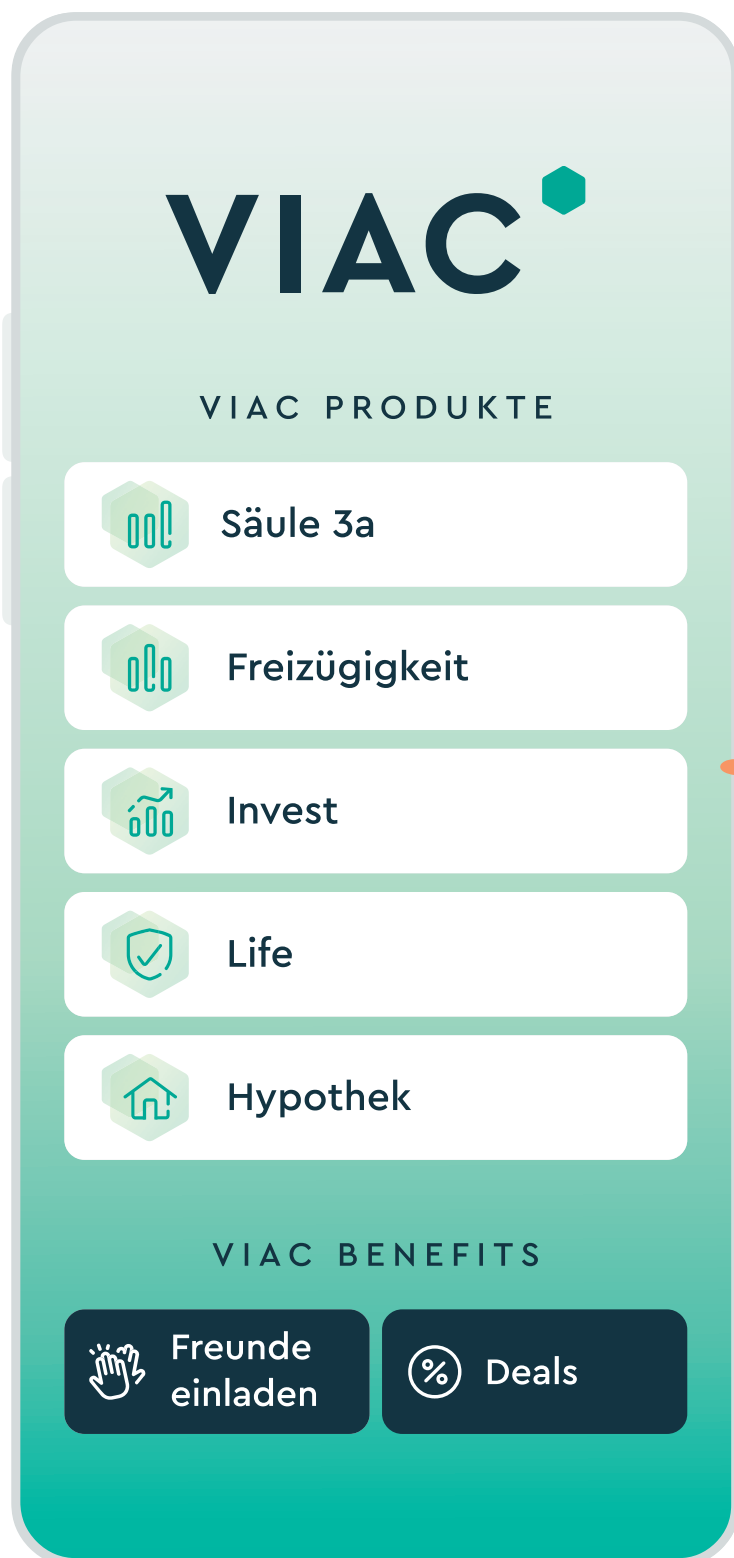 VIAC
VIAC PRODUKTE
Säule 3a
Freizügigkeit
Invest
Life
Hypothek
VIAC BENEFITS
Freunde
einladen
Deals